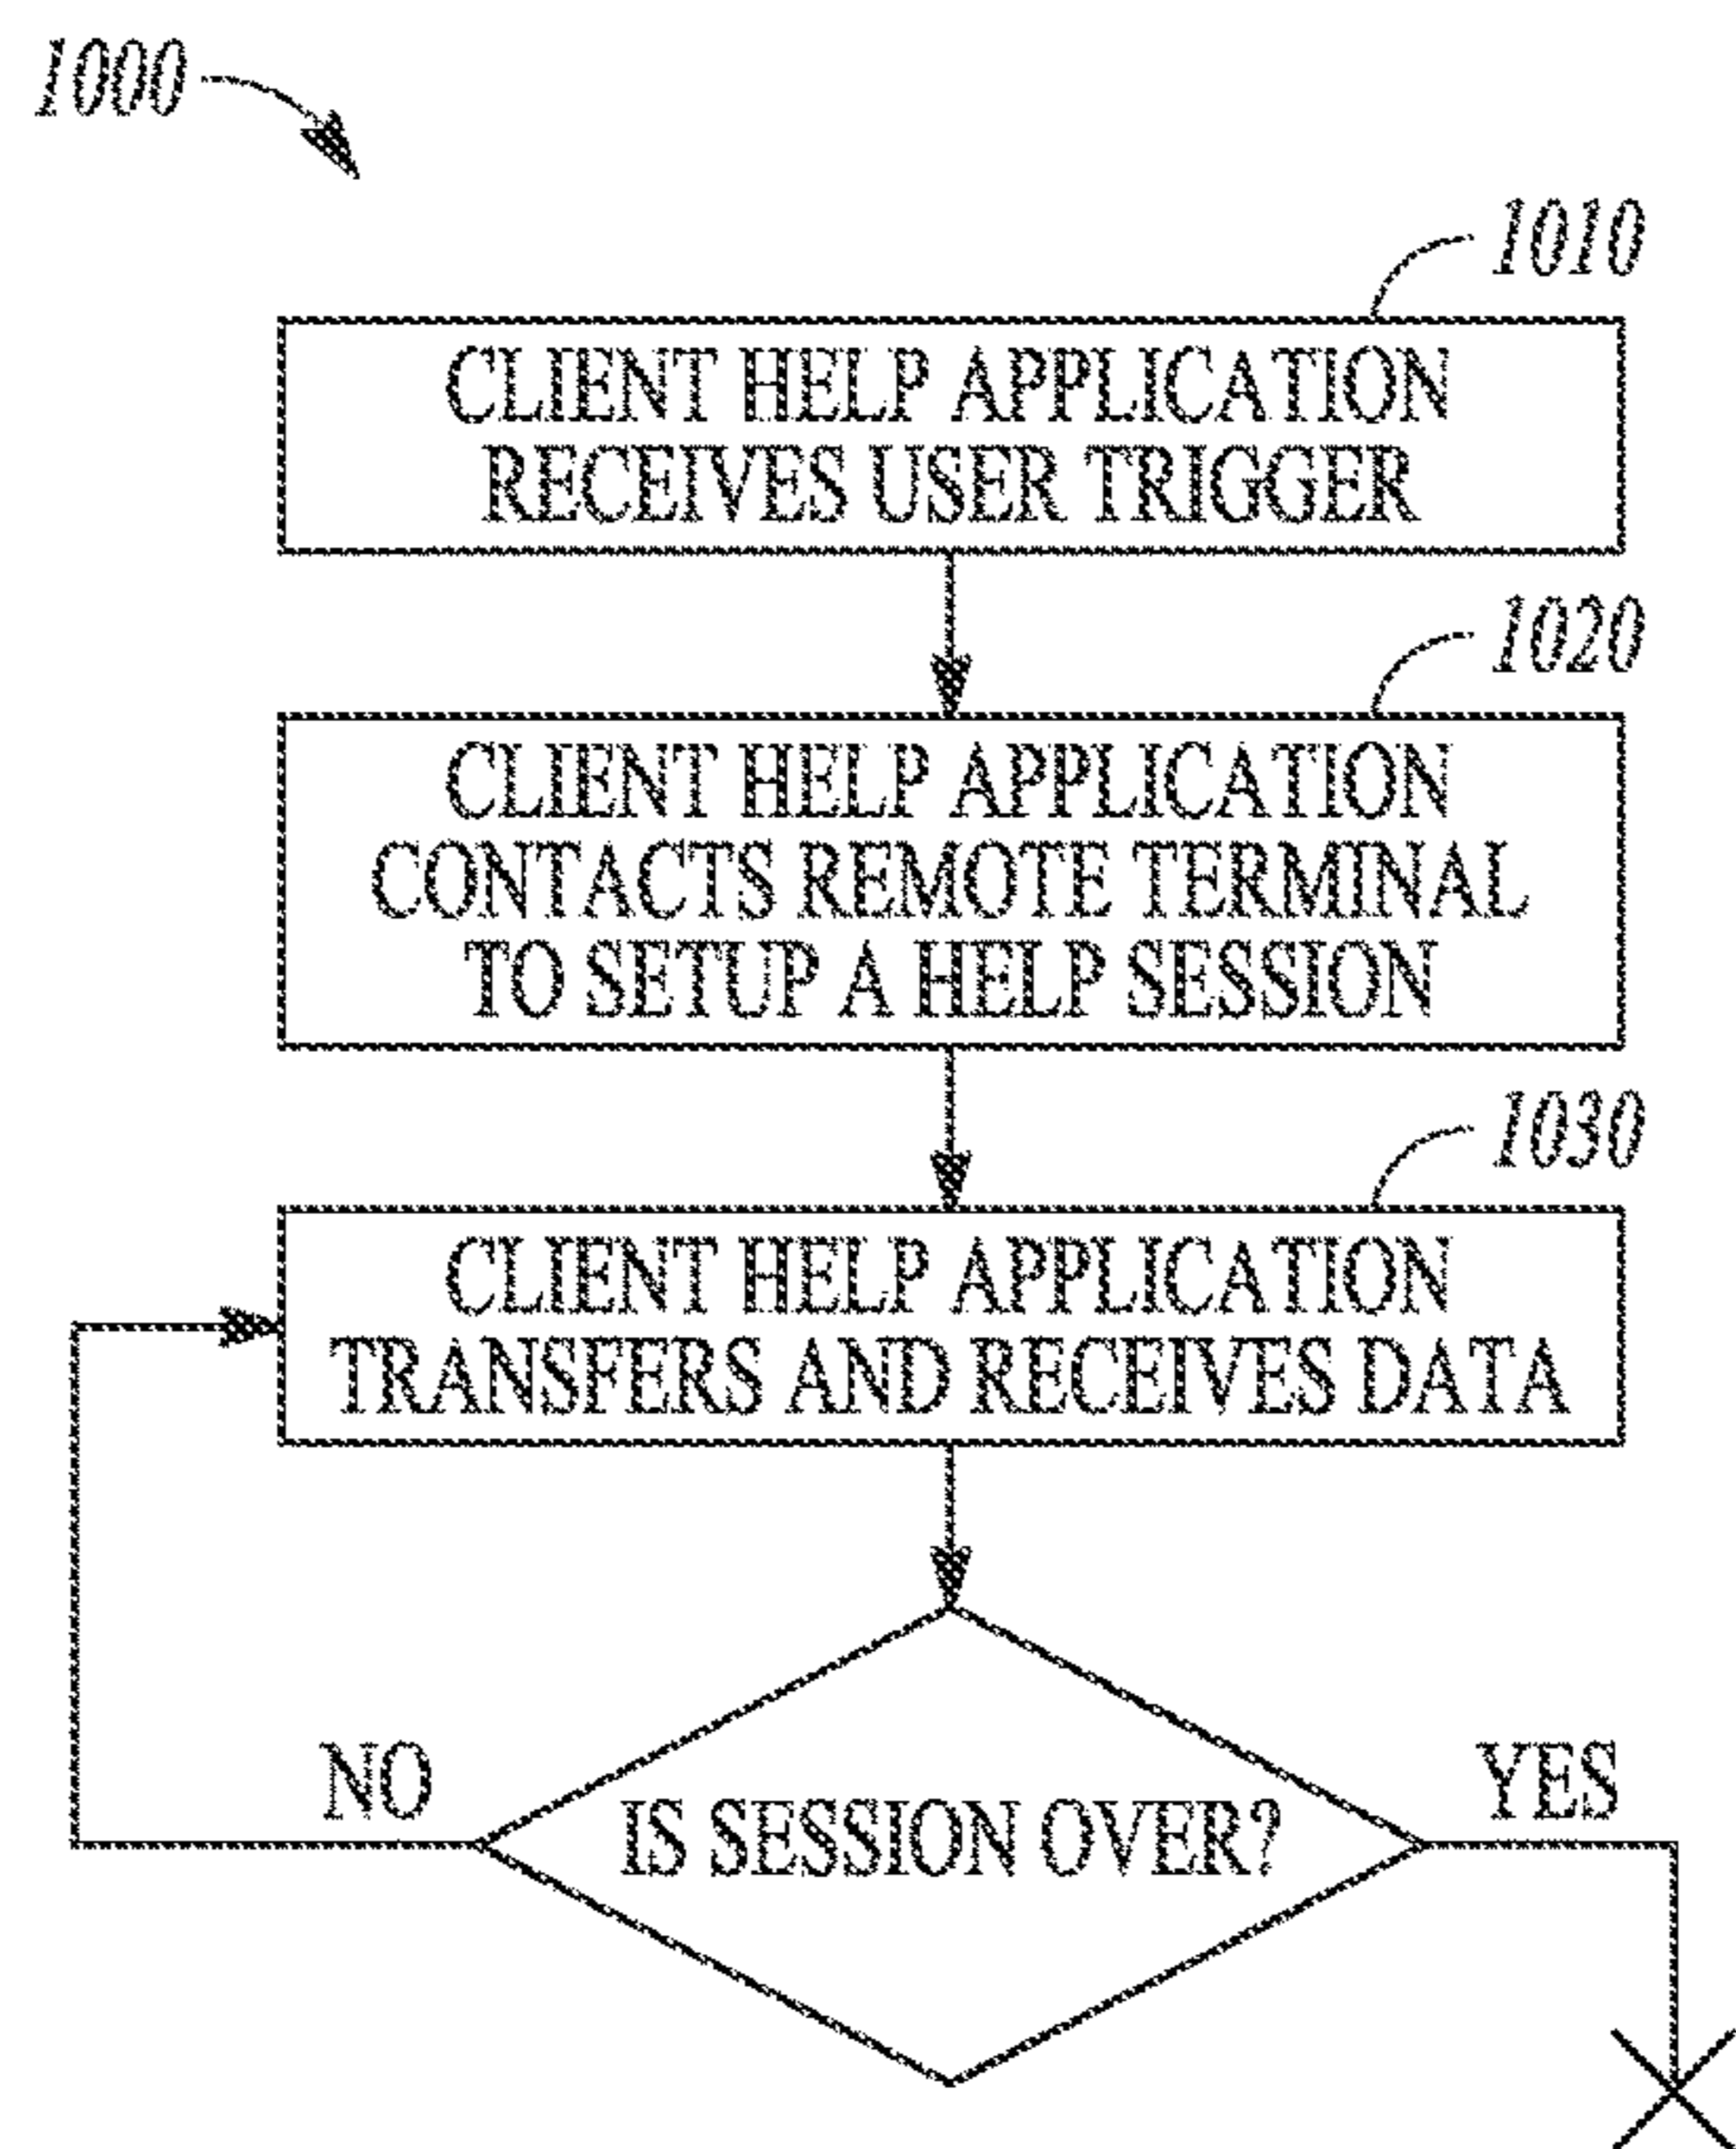 1000
1010
CLIENT HELP APPLICATION
RECEIVES USER TRIGGER
1020
CLIENT HELP APPLICATION
CONTACTS REMOTE TERMINAL
TO SETUP A HELP SESSION
1030
CLIENT HELP APPLICATION
TRANSFERS AND RECEIVES DATA
NO
YES
IS SESSION OVER?